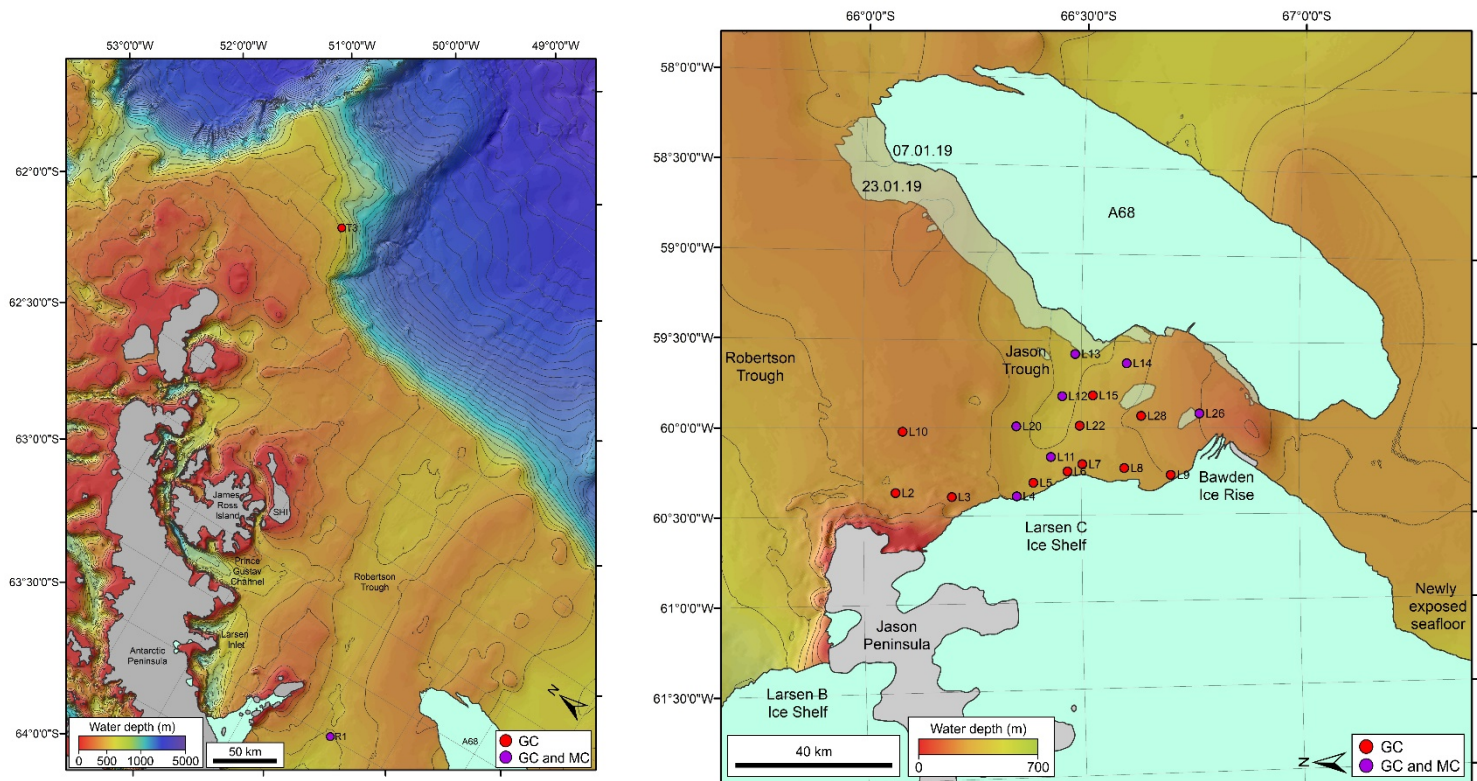 53°0'0"W
52°0'0"W
51°0'0"W
50°0'0"W
49°0'0"W
62°0'0"S
62°30'0"S
63°0'0"S
63°30'0"S
64°0'0"S
T3
James
Ross
Island
SHI
Prince
Gustav
Channel
Robertson
Trough
Larsen
Inlet
Antarctic
Peninsula
R1
A68
N
Water depth (m)
0 500 1000 5000
50 km
GC
GC and MC
66°0'0"S
66°30'0"S
67°0'0"S
58°0'0"W
58°30'0"W
59°0'0"W
59°30'0"W
60°0'0"W
60°30'0"W
61°0'0"W
61°30'0"W
07.01.19
23.01.19
A68
Robertson
Trough
Jason
Trough
L13
L14
L12
L15
L28
L26
L10
L20
L22
L11
L7
L6
L8
L9
L2
L3
L5
L4
Bawden
Ice Rise
Larsen C
Ice Shelf
Newly
exposed
seafloor
Jason
Peninsula
Larsen B
Ice Shelf
40 km
Water depth (m)
0 700
N
GC
GC and MC